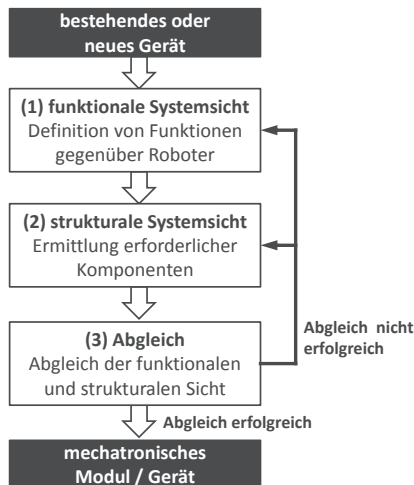 bestehendes oder
neues Gerät
(1) funktionale Systemsicht
Definition von Funktionen
gegenüber Roboter
(2) strukturale Systemsicht
Ermittlung erforderlicher
Komponenten
Abgleich nicht
erfolgreich
(3) Abgleich
Abgleich der funktionalen
und strukturalen Sicht
Abgleich erfolgreich
mechatronisches
Modul / Gerät